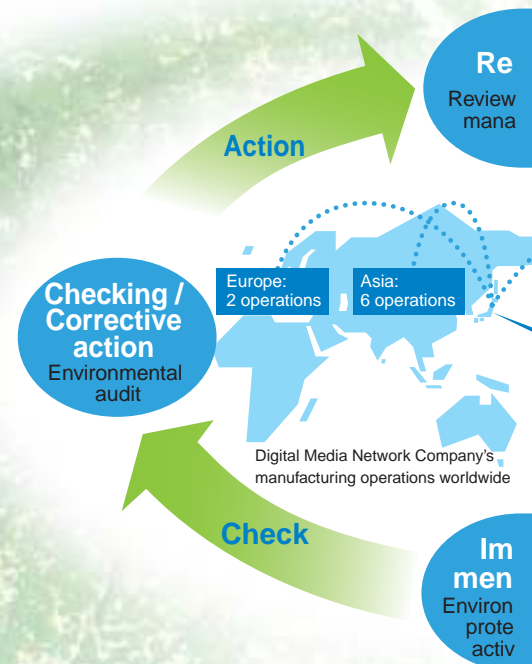 Re
Review
mana
Action
Europe:
2 operations
Asia:
6 operations
Checking /
Corrective
action
Environmental
audit
Digital Media Network Company's
manufacturing operations worldwide
Check
Im
men
Environ
prote
activ